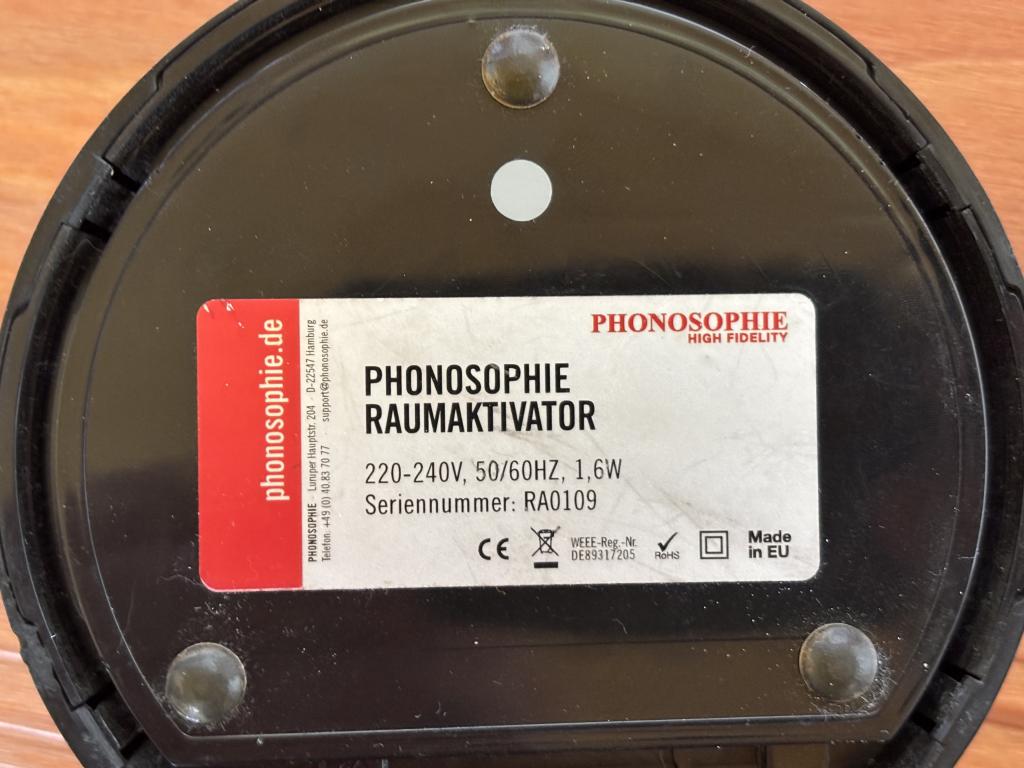 phonosophie.de
PHONOSOPHIE · Luruper Hauptstr. 204 · D-22547 Hamburg
Telefon: +49 (0) 40.83 70 77 · support@phonosophie.de
PHONOSOPHIE
HIGH FIDELITY
PHONOSOPHIE
RAUMAKTIVATOR
220-240V, 50/60HZ, 1,6W
Seriennummer: RA0109
CE
WEEE-Reg.-Nr.
DE89317205
RoHS
Made
in EU